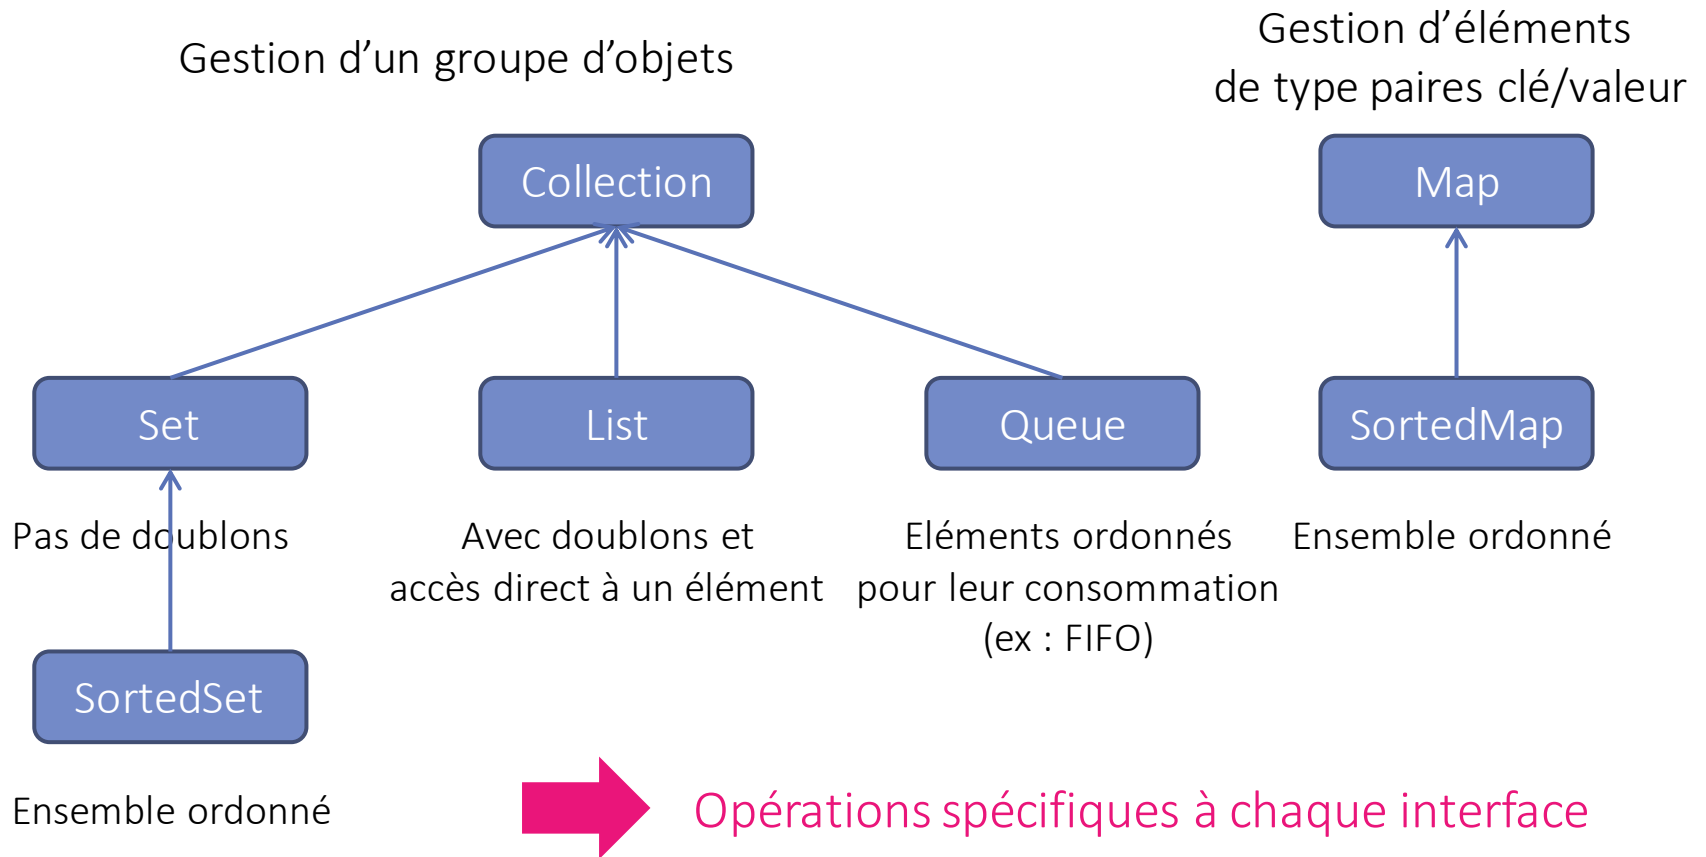 Gestion d’un groupe d’objets
Gestion d’éléments
de type paires clé/valeur
Collection
Map
Set
List
Queue
SortedMap
Pas de doublons
Avec doublons et
accès direct à un élément
Eléments ordonnés
pour leur consommation
(ex : FIFO)
Ensemble ordonné
SortedSet
Ensemble ordonné
Opérations spécifiques à chaque interface